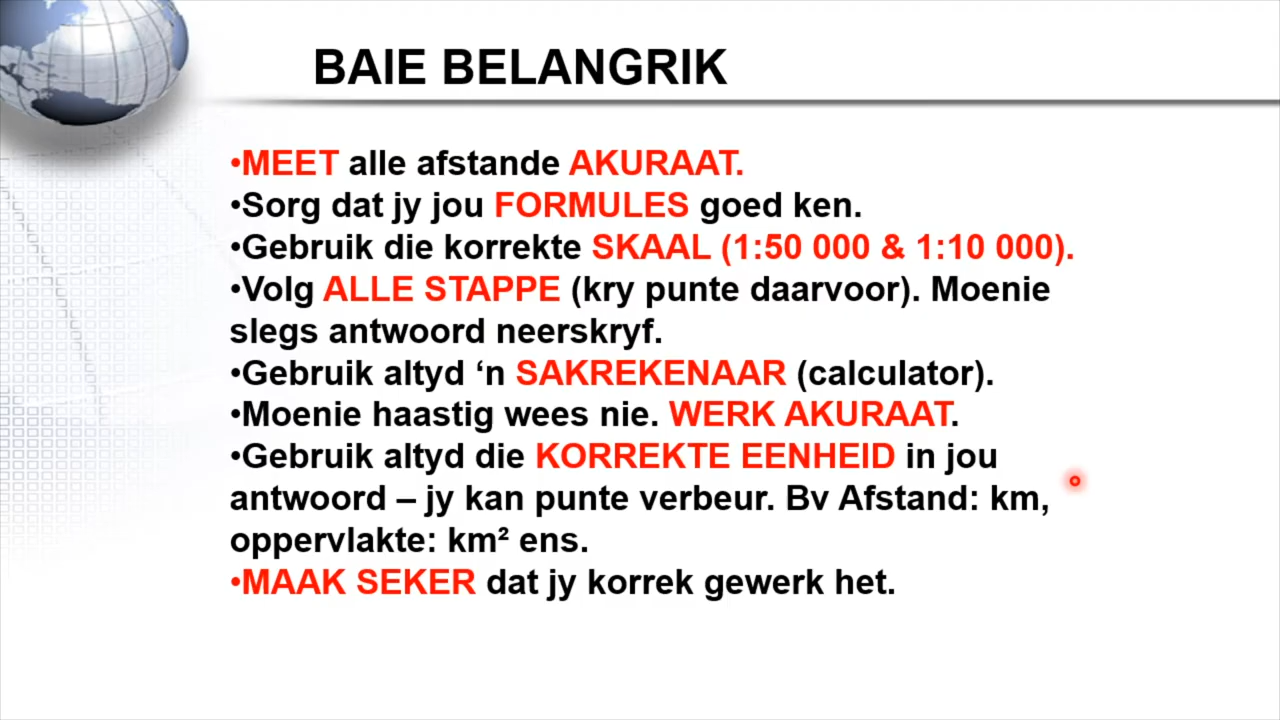 BAIE BELANGRIK
•MEET alle afstande AKURAAT.
•Sorg dat jy jou FORMULES goed ken.
•Gebruik die korrekte SKAAL (1:50 000 & 1:10 000).
•Volg ALLE STAPPE (kry punte daarvoor). Moenie
slegs antwoord neerskryf.
•Gebruik altyd ‘n SAKREKENAAR (calculator).
•Moenie haastig wees nie. WERK AKURAAT.
•Gebruik altyd die KORREKTE EENHEID in jou
antwoord – jy kan punte verbeur. Bv Afstand: km,
oppervlakte: km² ens.
•MAAK SEKER dat jy korrek gewerk het.